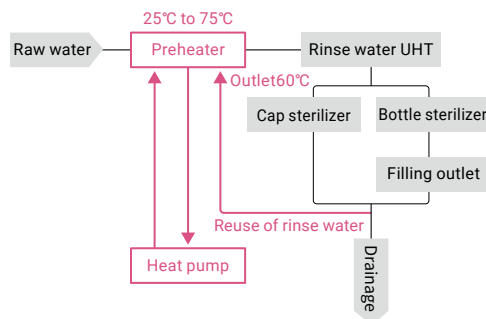 25℃ to 75℃
Raw water
Preheater
Rinse water UHT
Outlet60℃
Cap sterilizer
Bottle sterilizer
Filling outlet
Reuse of rinse water
Heat pump
Drainage